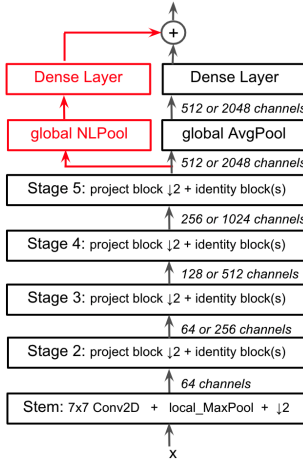 +
Dense Layer
Dense Layer
512 or 2048 channels
global NLPool
global AvgPool
512 or 2048 channels
Stage 5: project block ↓2 + identity block(s)
256 or 1024 channels
Stage 4: project block ↓2 + identity block(s)
128 or 512 channels
Stage 3: project block ↓2 + identity block(s)
64 or 256 channels
Stage 2: project block ↓2 + identity block(s)
64 channels
Stem: 7x7 Conv2D + local_MaxPool + ↓2
x